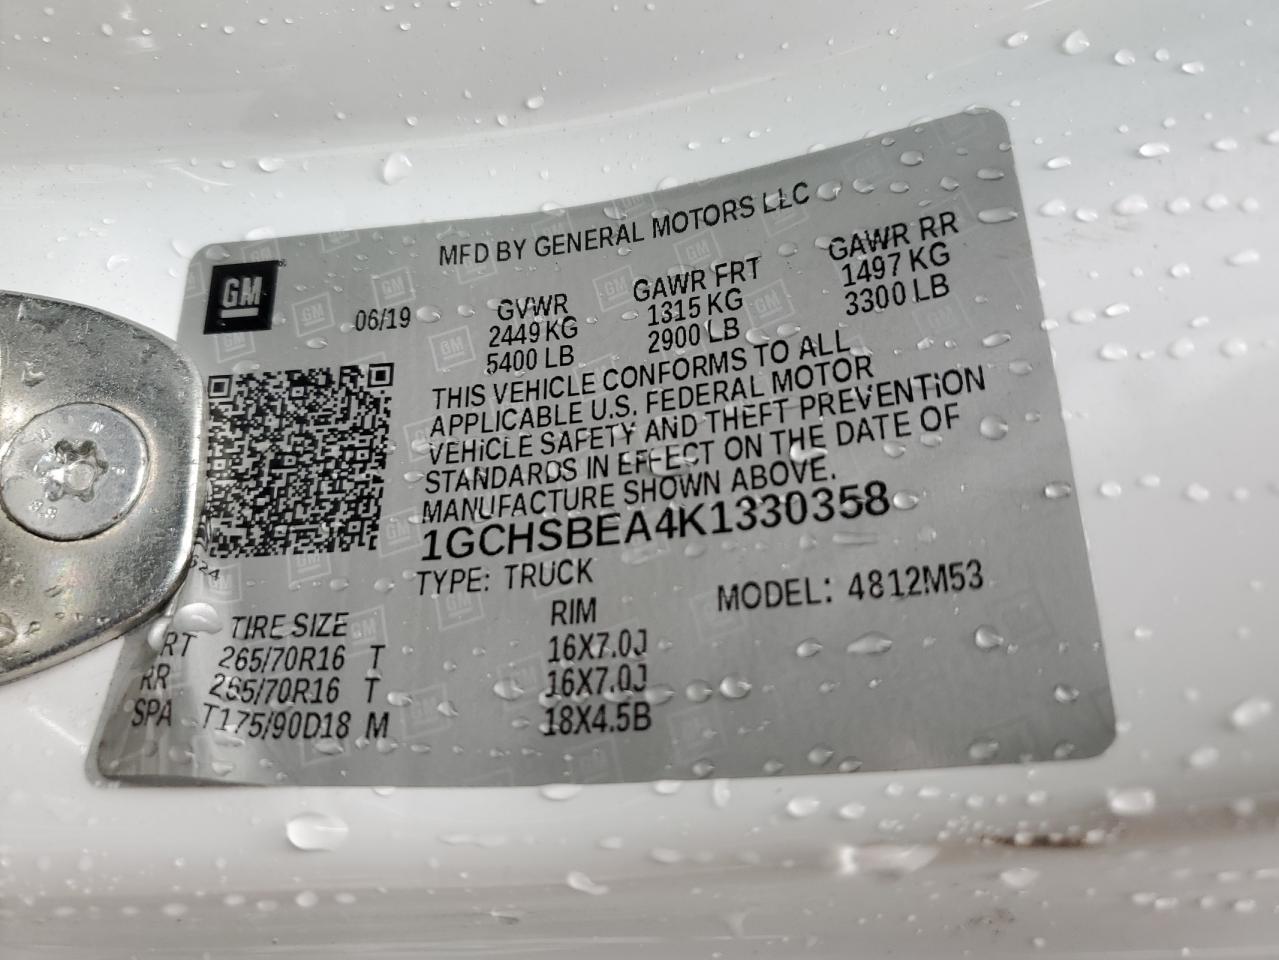 MFD BY GENERAL MOTORS LLC
GM
06/19
GVWR GAWR FRT GAWR RR
2449 KG 1315 KG 1497 KG
5400 LB 2900 LB 3300 LB
THIS VEHICLE CONFORMS TO ALL
APPLICABLE U.S. FEDERAL MOTOR
VEHICLE SAFETY AND THEFT PREVENTION
STANDARDS IN EFFECT ON THE DATE OF
MANUFACTURE SHOWN ABOVE.
1GCHSBEA4K1330358
TYPE: TRUCK MODEL: 4812M53
TIRE SIZE RIM
RT 265/70R16 T 16X7.0J
RR 265/70R16 T 16X7.0J
SPA T175/90D18 M 18X4.5B